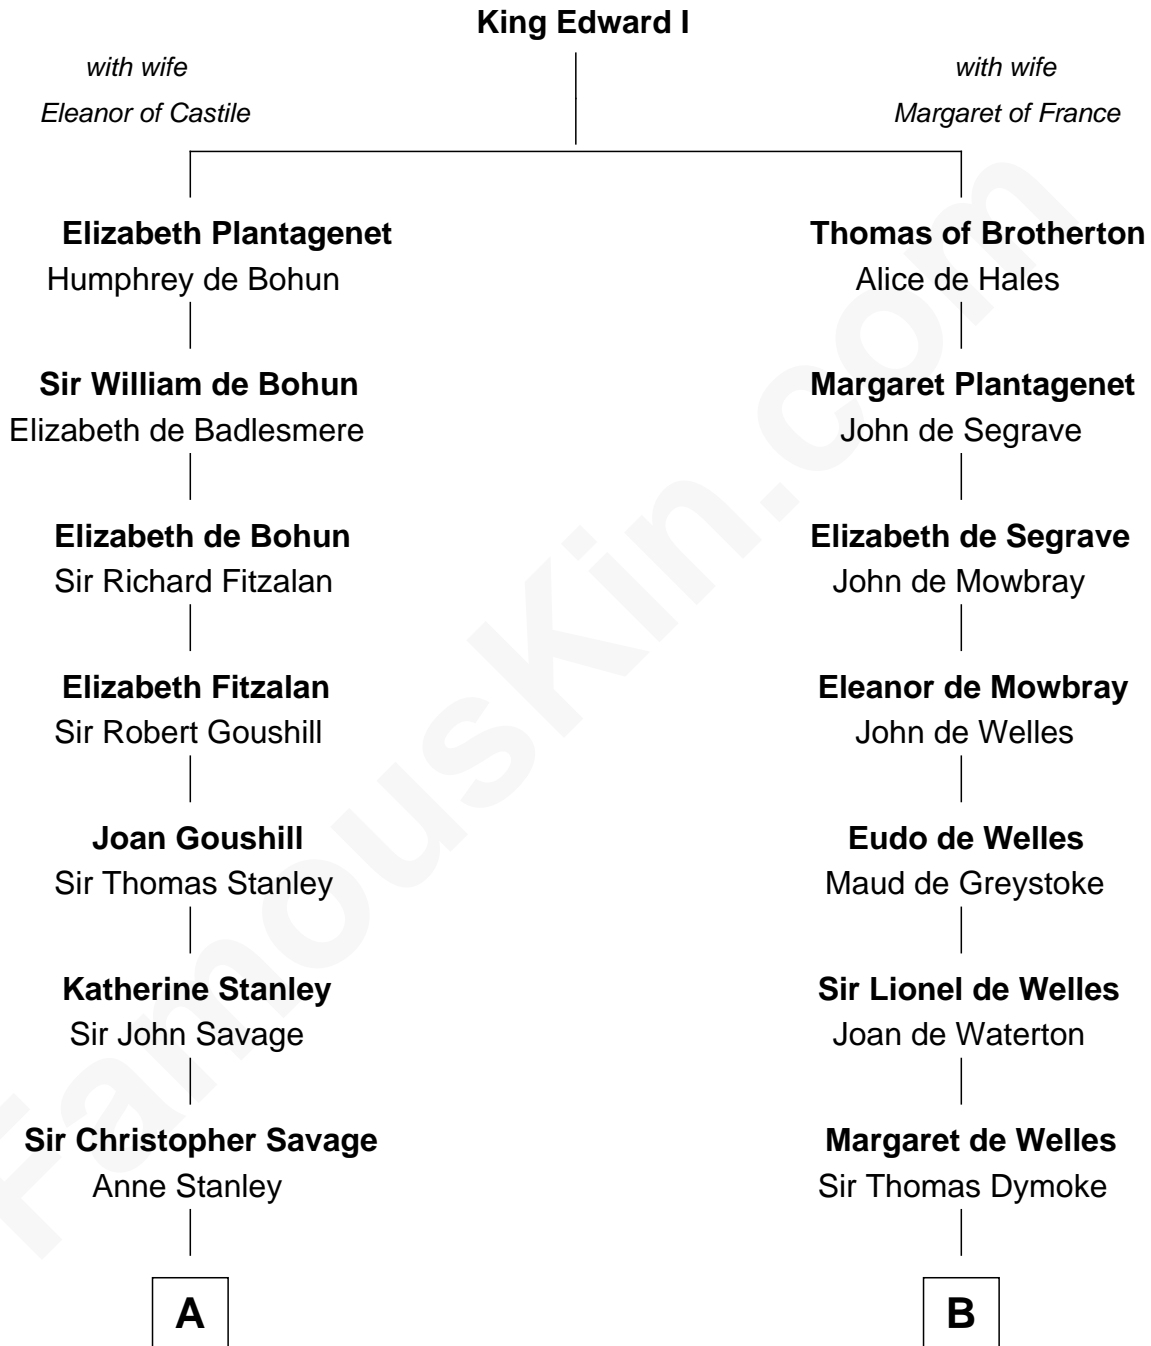 King Edward I
with wife
Eleanor of Castile
with wife
Margaret of France
Elizabeth Plantagenet
Humphrey de Bohun
Thomas of Brotherton
Alice de Hales
Sir William de Bohun
Elizabeth de Badlesmere
Margaret Plantagenet
John de Segrave
Elizabeth de Bohun
Sir Richard Fitzalan
Elizabeth de Segrave
John de Mowbray
Elizabeth Fitzalan
Sir Robert Goushill
Eleanor de Mowbray
John de Welles
Joan Goushill
Sir Thomas Stanley
Eudo de Welles
Maud de Greystoke
Katherine Stanley
Sir John Savage
Sir Lionel de Welles
Joan de Waterton
Sir Christopher Savage
Anne Stanley
Margaret de Welles
Sir Thomas Dymoke
A
B
FamousKin.com